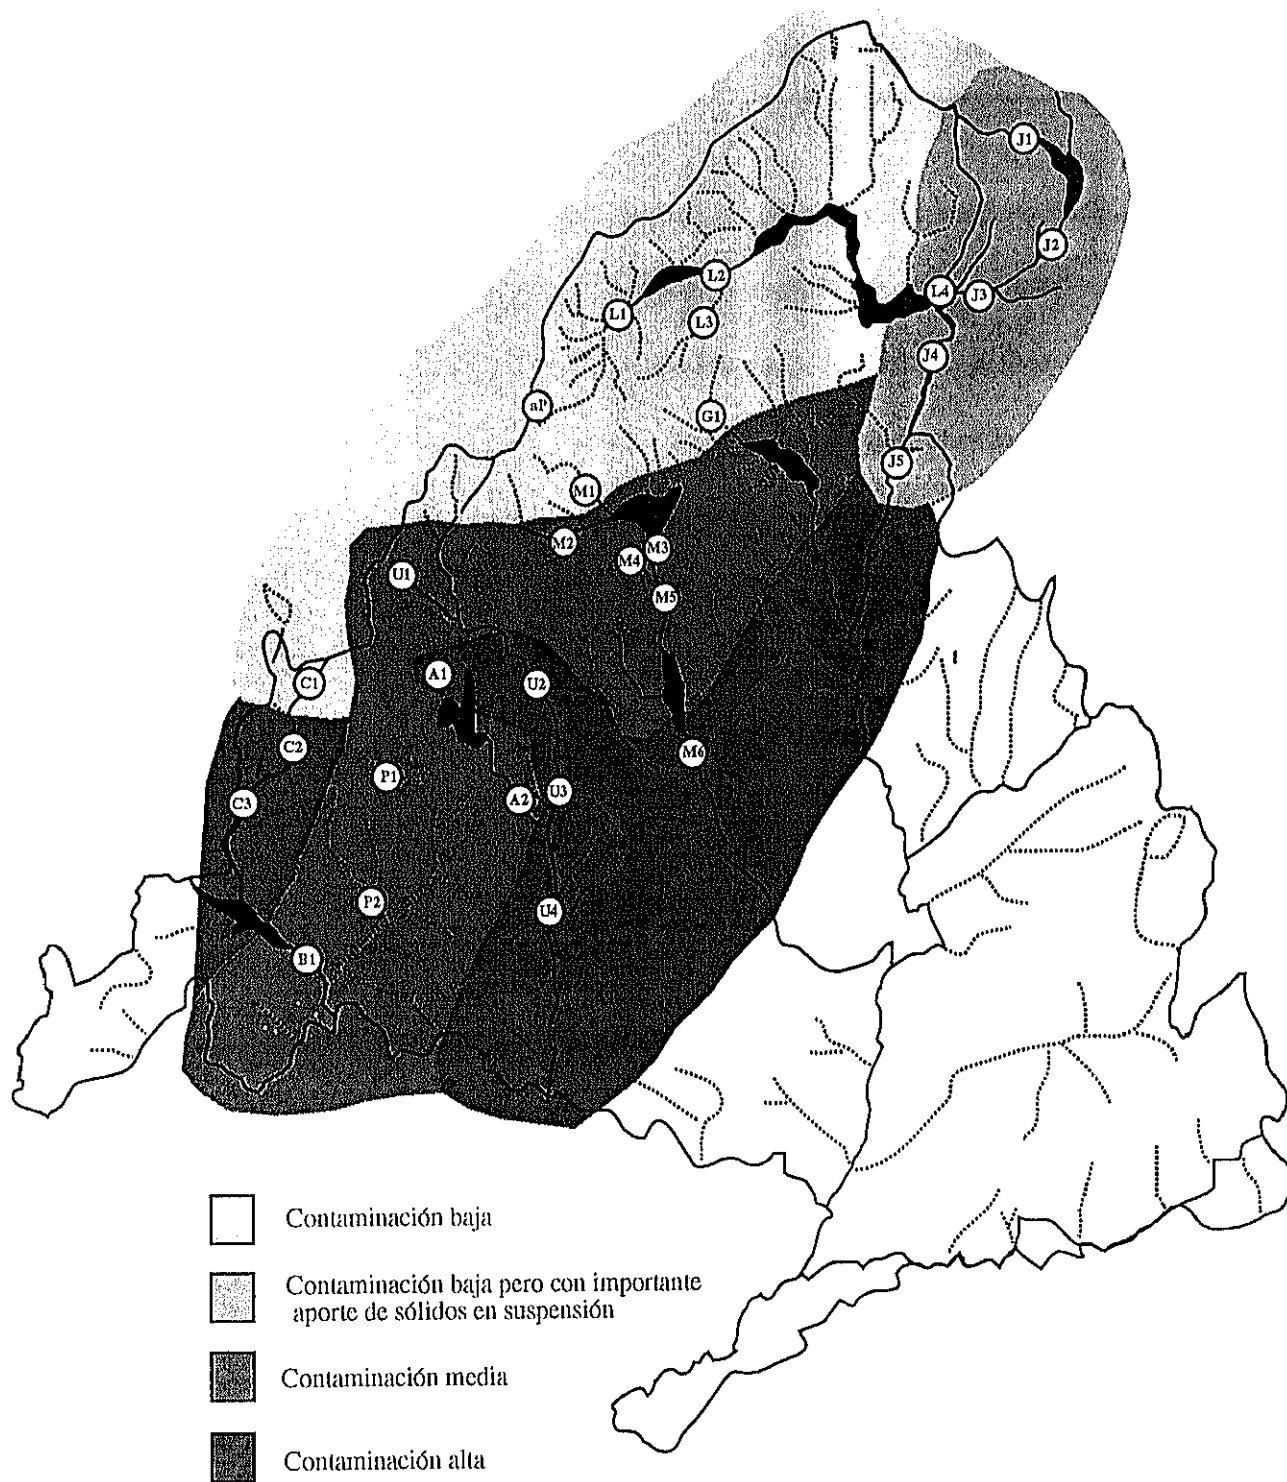 J1
J2
L2
L4
J3
L1
L3
J4
aP
G1
J5
M1
M2
M3
M4
U1
M5
A1
C1
U2
C2
M6
P1
U3
A2
C3
P2
U4
B1
Contaminación baja
Contaminación baja pero con importante
aporte de sólidos en suspensión
Contaminación media
Contaminación alta